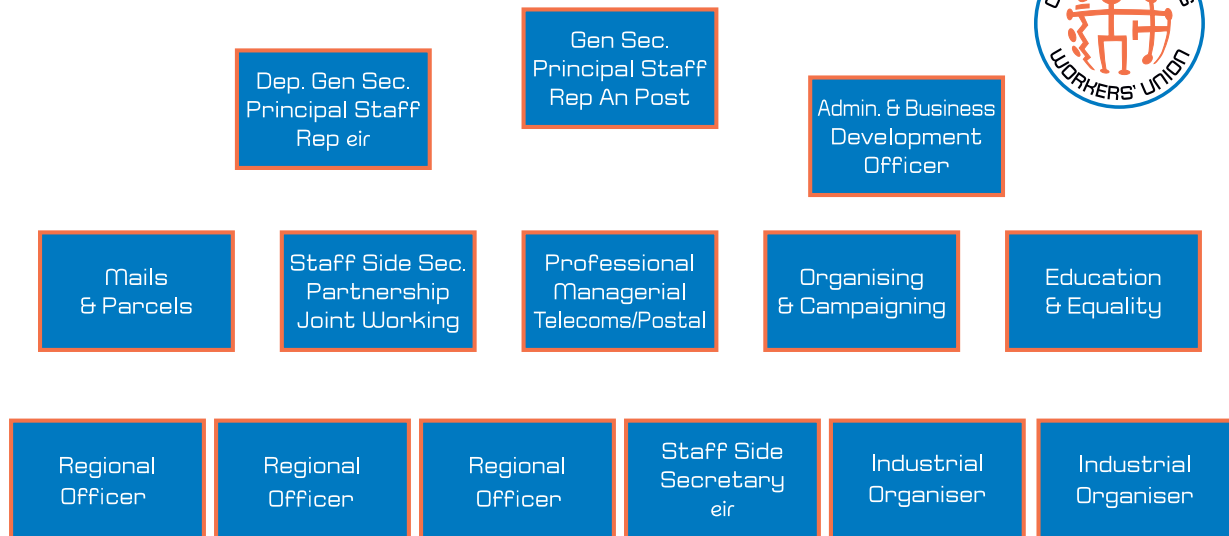 Gen Sec.
Principal Staff
Rep An Post
Dep. Gen Sec.
Principal Staff
Rep eir
Admin. & Business
Development
Officer
WORKERS' UNION
Mails
& Parcels
Staff Side Sec.
Partnership
Joint Working
Professional
Managerial
Telecoms/Postal
Organising
& Campaigning
Education
& Equality
Regional
Officer
Regional
Officer
Regional
Officer
Staff Side
Secretary
eir
Industrial
Organiser
Industrial
Organiser